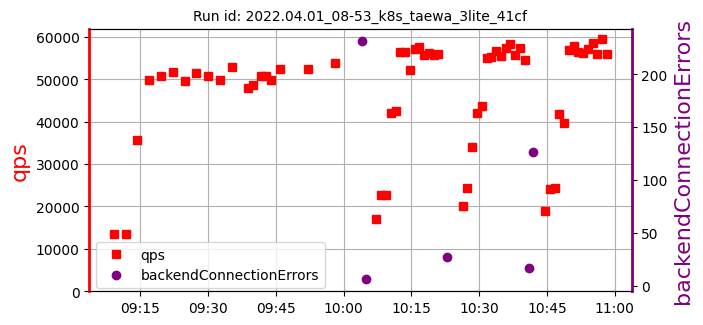 Run id: 2022.04.01_08-53_k8s_taewa_3lite_41cf
60000
50000
40000
30000
20000
10000
0
qps
200
150
100
50
0
backendConnectionErrors
qps
backendConnectionErrors
09:15 09:30 09:45 10:00 10:15 10:30 10:45 11:00